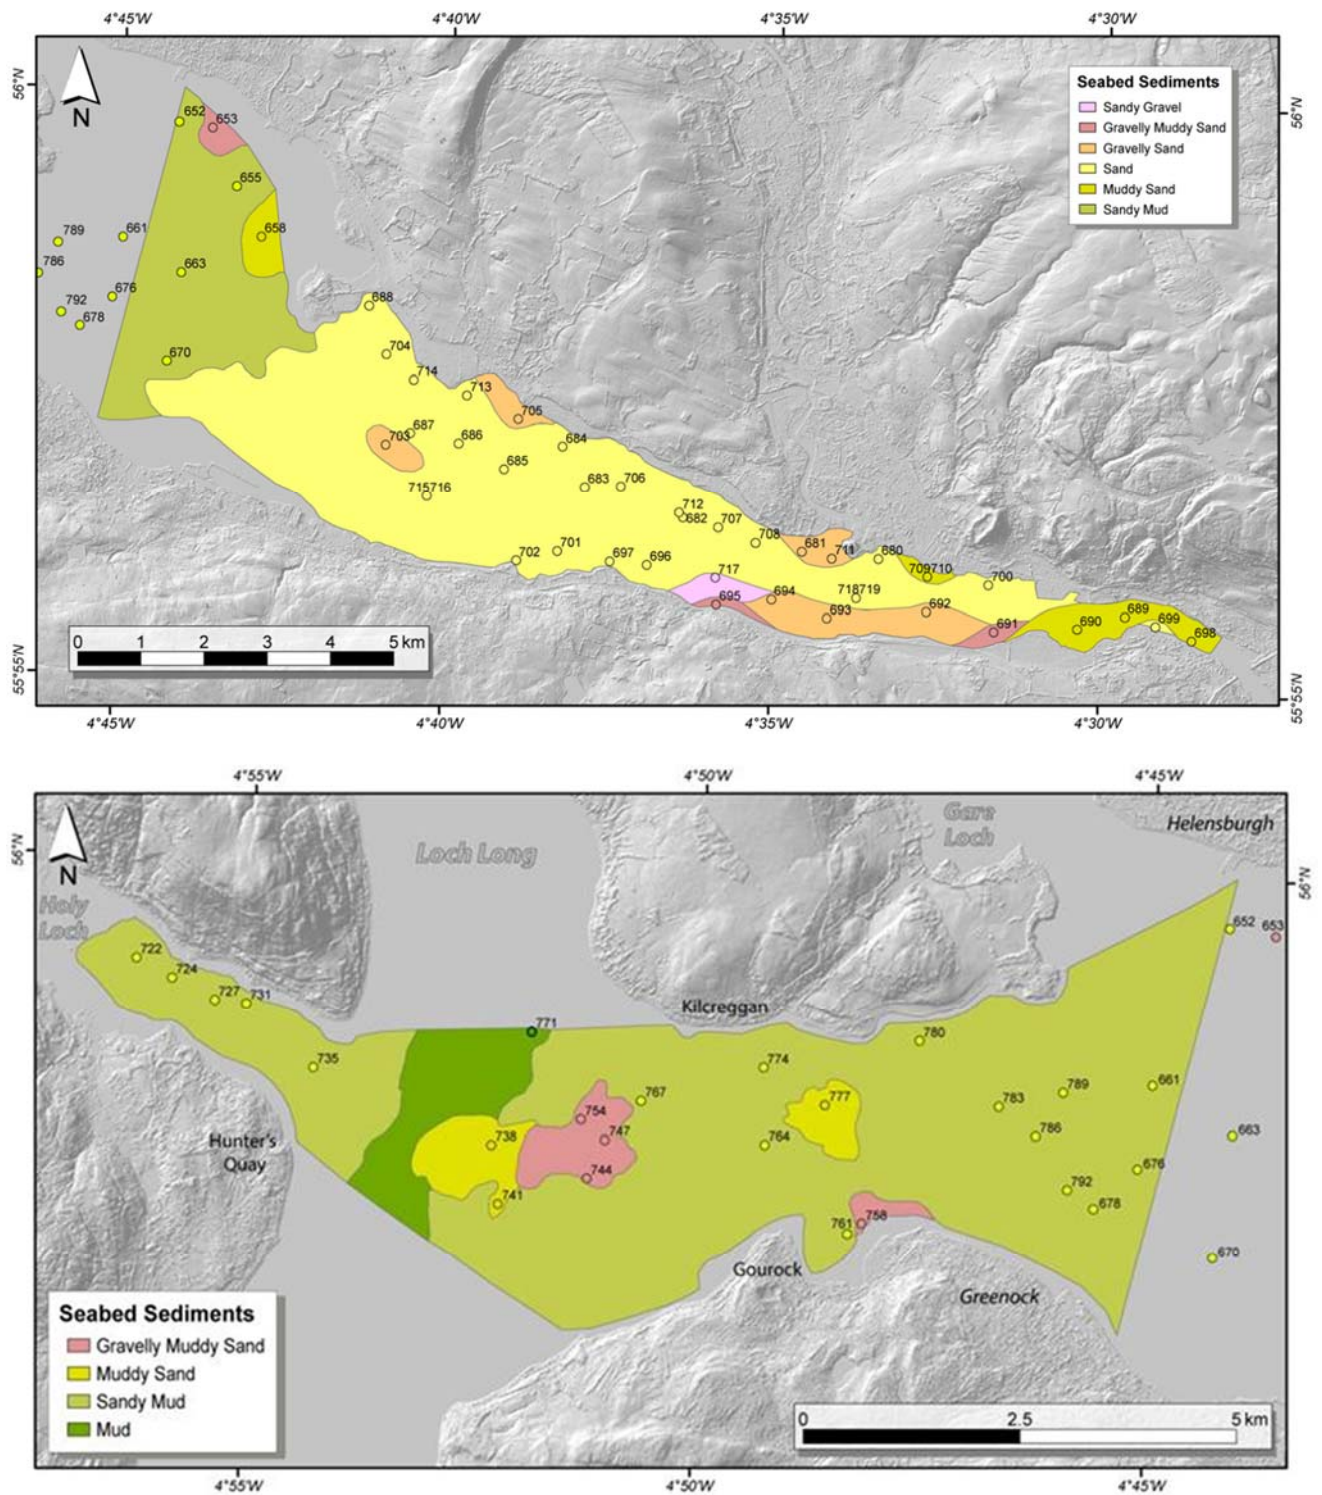 4°45'W 4°40'W 4°35'W 4°30'W
56°N
56°N
N
Seabed Sediments
Sandy Gravel
Gravelly Muddy Sand
Gravelly Sand
Sand
Muddy Sand
Sandy Mud
652
653
655
789
661
658
786
663
676
792
678
688
670
704
714
713
705
687
703
686
684
685
683
706
715716
712
682
707
708
702
701
697
696
681
711
680
717
709710
700
695
694
718719
693
692
691
690
689
699
698
0 1 2 3 4 5 km
55°55'N
55°55'N
4°45'W 4°40'W 4°35'W 4°30'W
4°55'W 4°50'W 4°45'W
56°N
56°N
N
Loch Long
Gare
Loch
Helensburgh
Holy
Loch
652
653
722
724
727
731
Kilcreggan
771
780
735
774
767
789
661
783
777
754
786
663
Hunter's
Quay
738
747
764
744
676
741
792
678
761
758
670
Gourock
Greenock
Seabed Sediments
Gravelly Muddy Sand
Muddy Sand
Sandy Mud
Mud
0 2.5 5 km
4°55'W 4°50'W 4°45'W